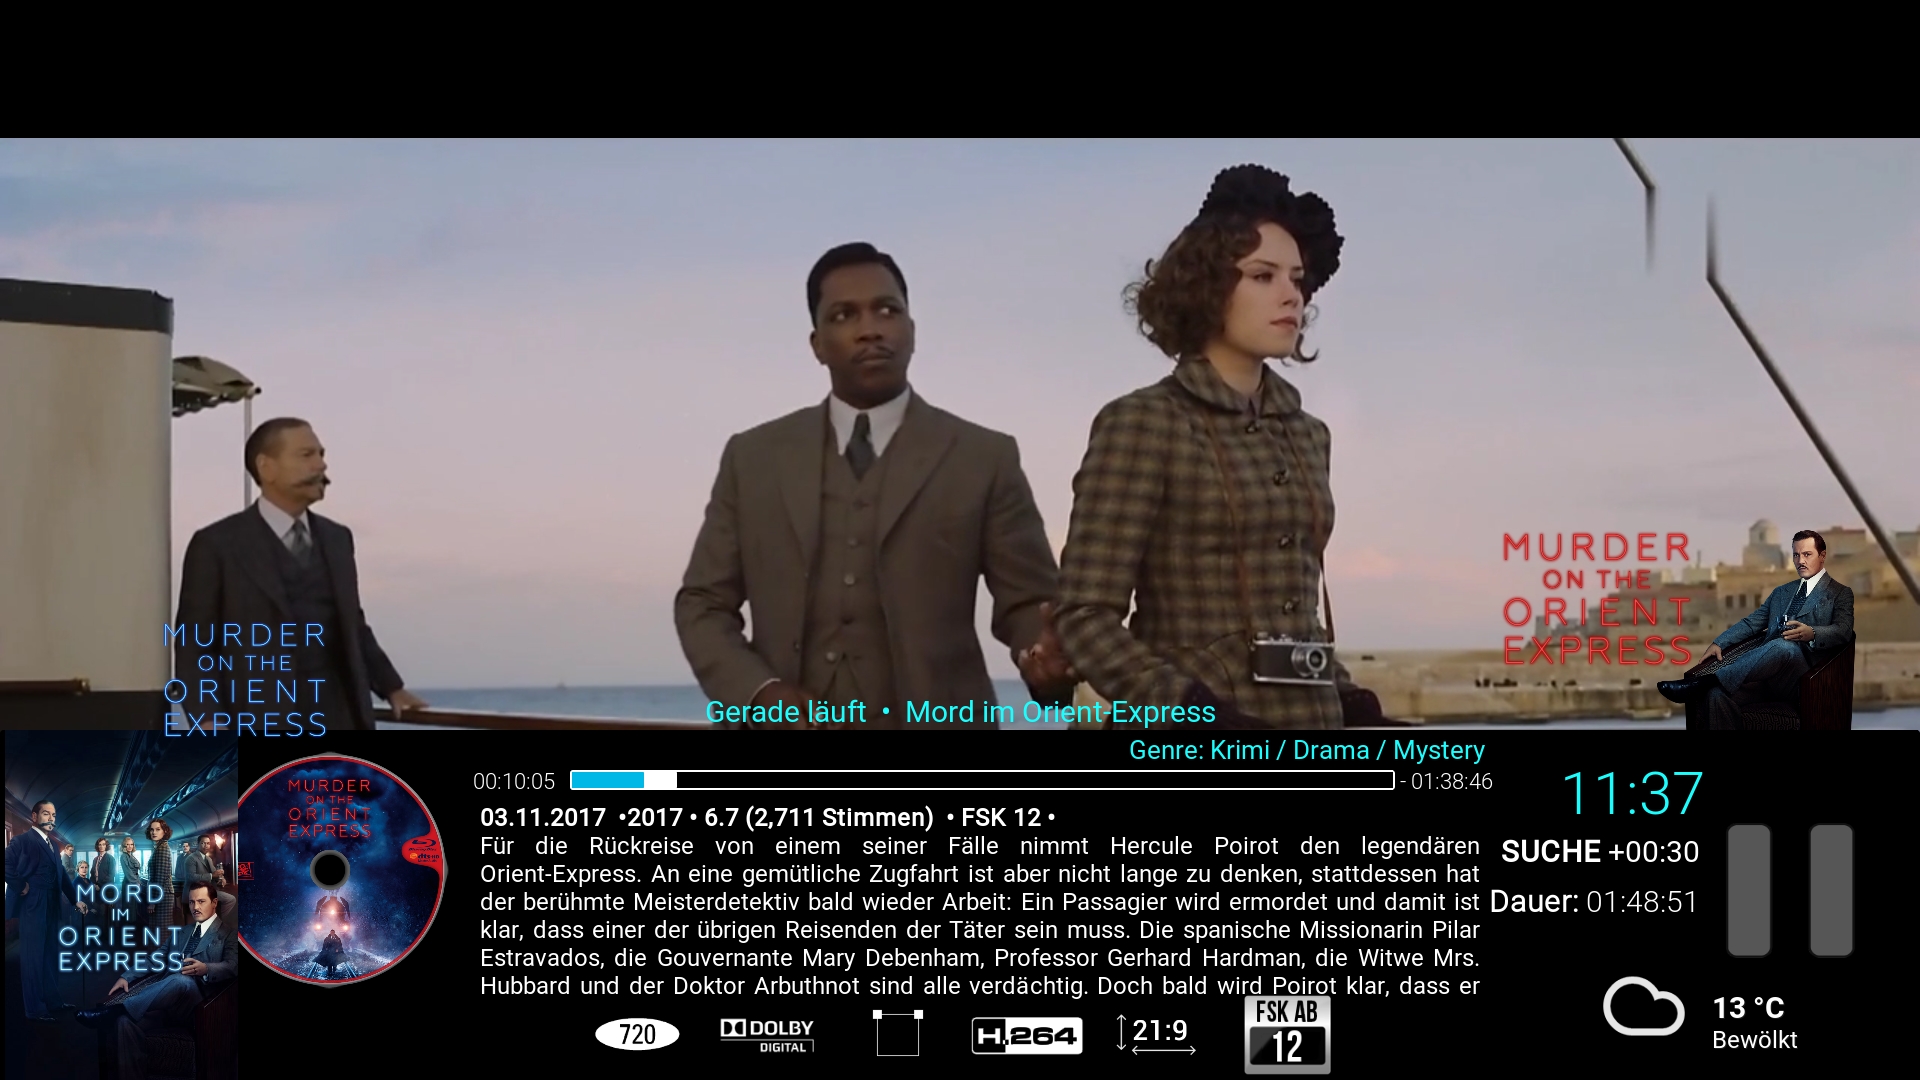 MURDER
ON THE
ORIENT
EXPRESS
MURDER
ON THE
ORIENT
EXPRESS
Gerade läuft • Mord im Orient-Express
Genre: Krimi / Drama / Mystery
00:10:05
- 01:38:46
11:37
03.11.2017 •2017 • 6.7 (2,711 Stimmen) • FSK 12 •
Für die Rückreise von einem seiner Fälle nimmt Hercule Poirot den legendären
Orient-Express. An eine gemütliche Zugfahrt ist aber nicht lange zu denken, stattdessen hat
der berühmte Meisterdetektiv bald wieder Arbeit: Ein Passagier wird ermordet und damit ist
klar, dass einer der übrigen Reisenden der Täter sein muss. Die spanische Missionarin Pilar
Estravados, die Gouvernante Mary Debenham, Professor Gerhard Hardman, die Witwe Mrs.
Hubbard und der Doktor Arbuthnot sind alle verdächtig. Doch bald wird Poirot klar, dass er
SUCHE +00:30
Dauer: 01:48:51
MORD
IM
ORIENT
EXPRESS
MURDER
ON THE
ORIENT
EXPRESS
720
DOLBY
DIGITAL
H.264
21:9
FSK AB
12
13 °C
Bewölkt